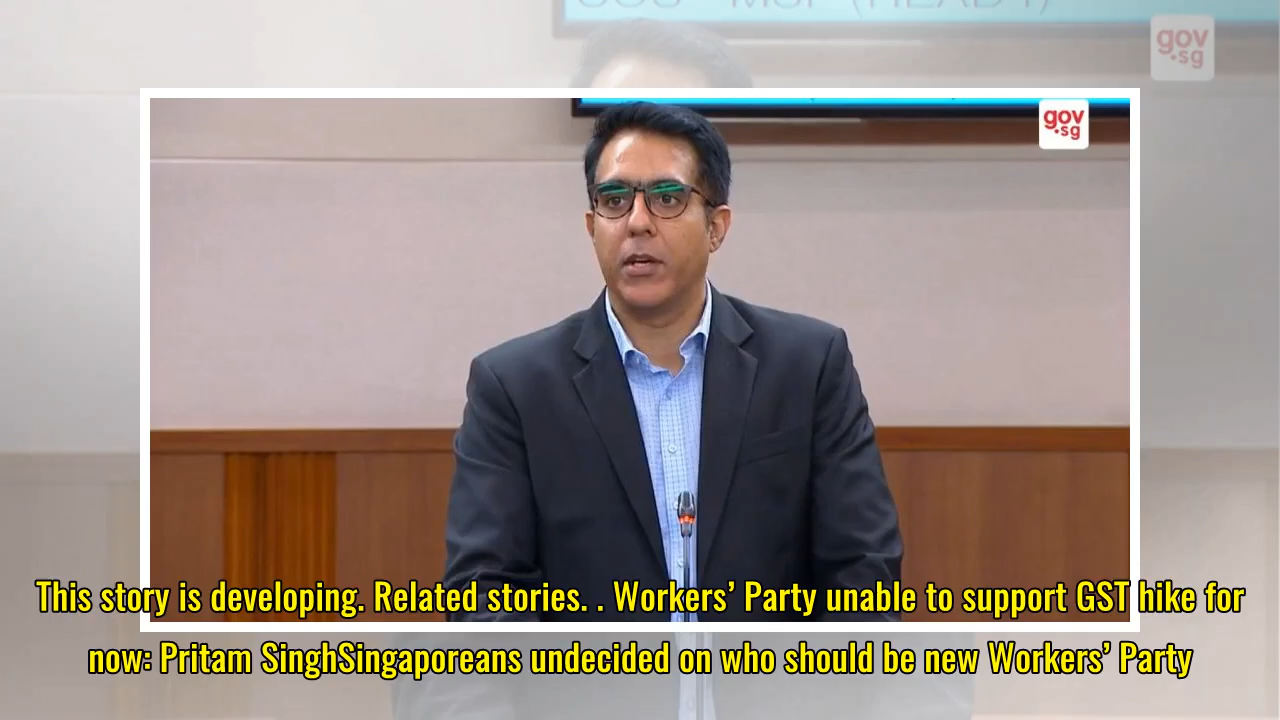 gov
.sg
gov
.sg
This story is developing. Related stories. . Workers’ Party unable to support GST hike for
now: Pritam SinghSingaporeans undecided on who should be new Workers’ Party